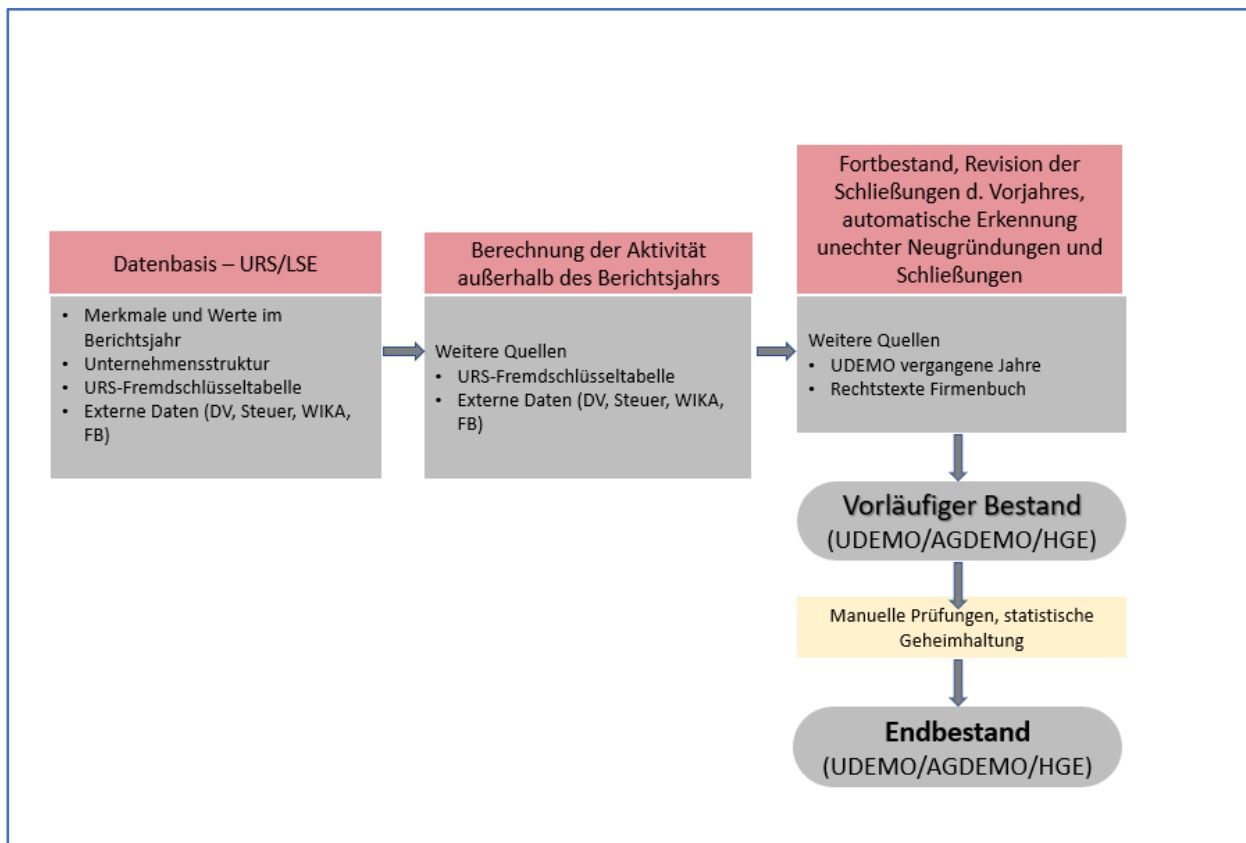 Datenbasis – URS/LSE
• Merkmale und Werte im
Berichtsjahr
• Unternehmensstruktur
• URS-Fremdschlüsseltabelle
• Externe Daten (DV, Steuer, WIKA,
FB)
Berechnung der Aktivität
außerhalb des Berichtsjahrs
Weitere Quellen
• URS-Fremdschlüsseltabelle
• Externe Daten (DV, Steuer, WIKA,
FB)
Fortbestand, Revision der
Schließungen d. Vorjahres,
automatische Erkennung
unechter Neugründungen und
Schließungen
Weitere Quellen
• UDEMO vergangene Jahre
• Rechtstexte Firmenbuch
Vorläufiger Bestand
(UDEMO/AGDEMO/HGE)
Manuelle Prüfungen, statistische
Geheimhaltung
Endbestand
(UDEMO/AGDEMO/HGE)